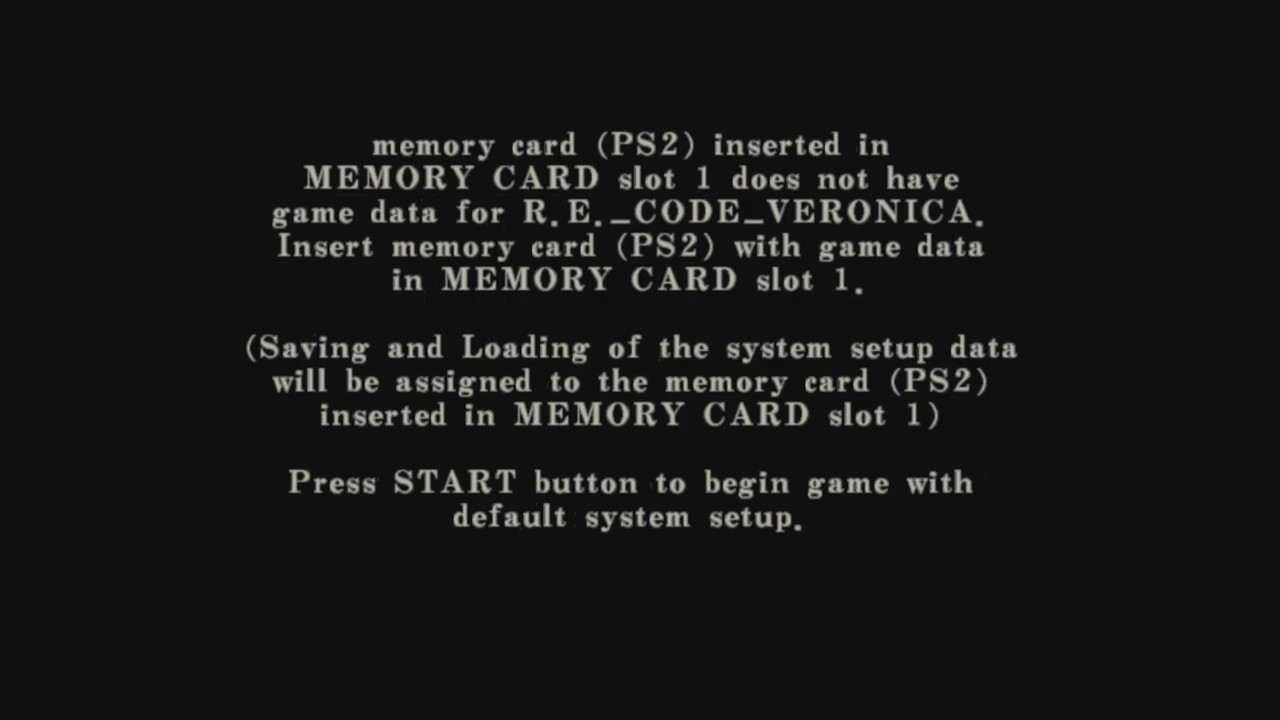 memory card (PS2) inserted in
MEMORY CARD slot 1 does not have
game data for R.E._CODE_VERONICA.
Insert memory card (PS2) with game data
in MEMORY CARD slot 1.
(Saving and Loading of the system setup data
will be assigned to the memory card (PS2)
inserted in MEMORY CARD slot 1)
Press START button to begin game with
default system setup.